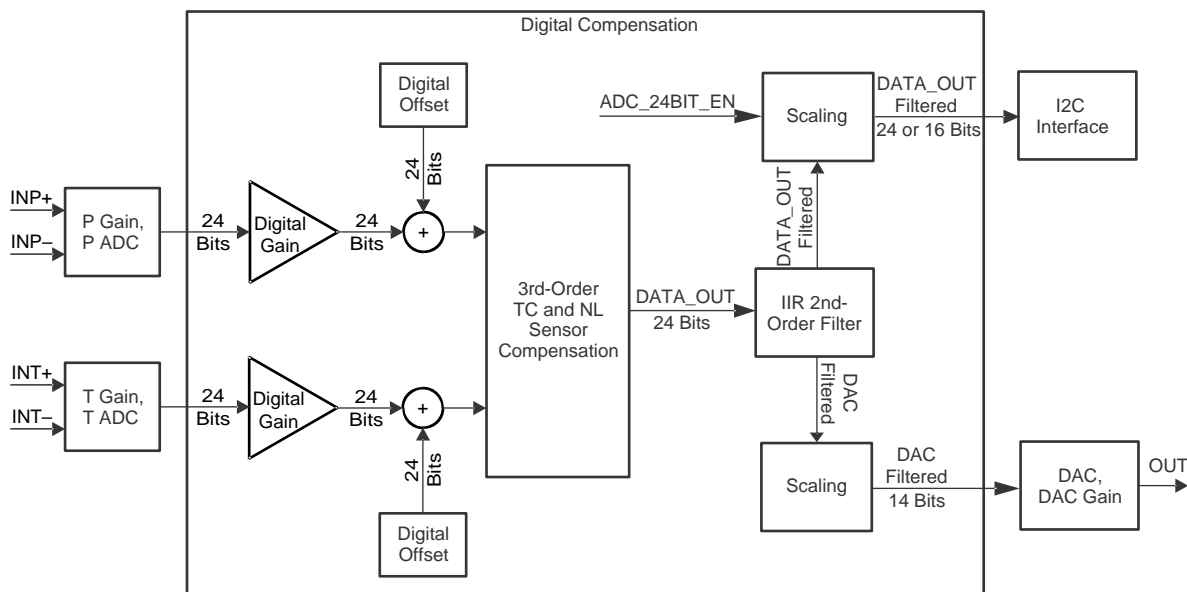 Digital Compensation
Digital
Offset
24
Bits
ADC_24BIT_EN
Scaling
DATA_OUT
Filtered
24 or 16 Bits
I2C
Interface
INP+
INP–
P Gain,
P ADC
24
Bits
Digital
Gain
24
Bits
+
DATA_OUT
Filtered
3rd-Order
TC and NL
Sensor
Compensation
DATA_OUT
24 Bits
IIR 2nd-
Order Filter
INT+
INT–
T Gain,
T ADC
24
Bits
Digital
Gain
24
Bits
+
24
Bits
Digital
Offset
DAC
Filtered
Scaling
DAC
Filtered
14 Bits
DAC,
DAC Gain
OUT